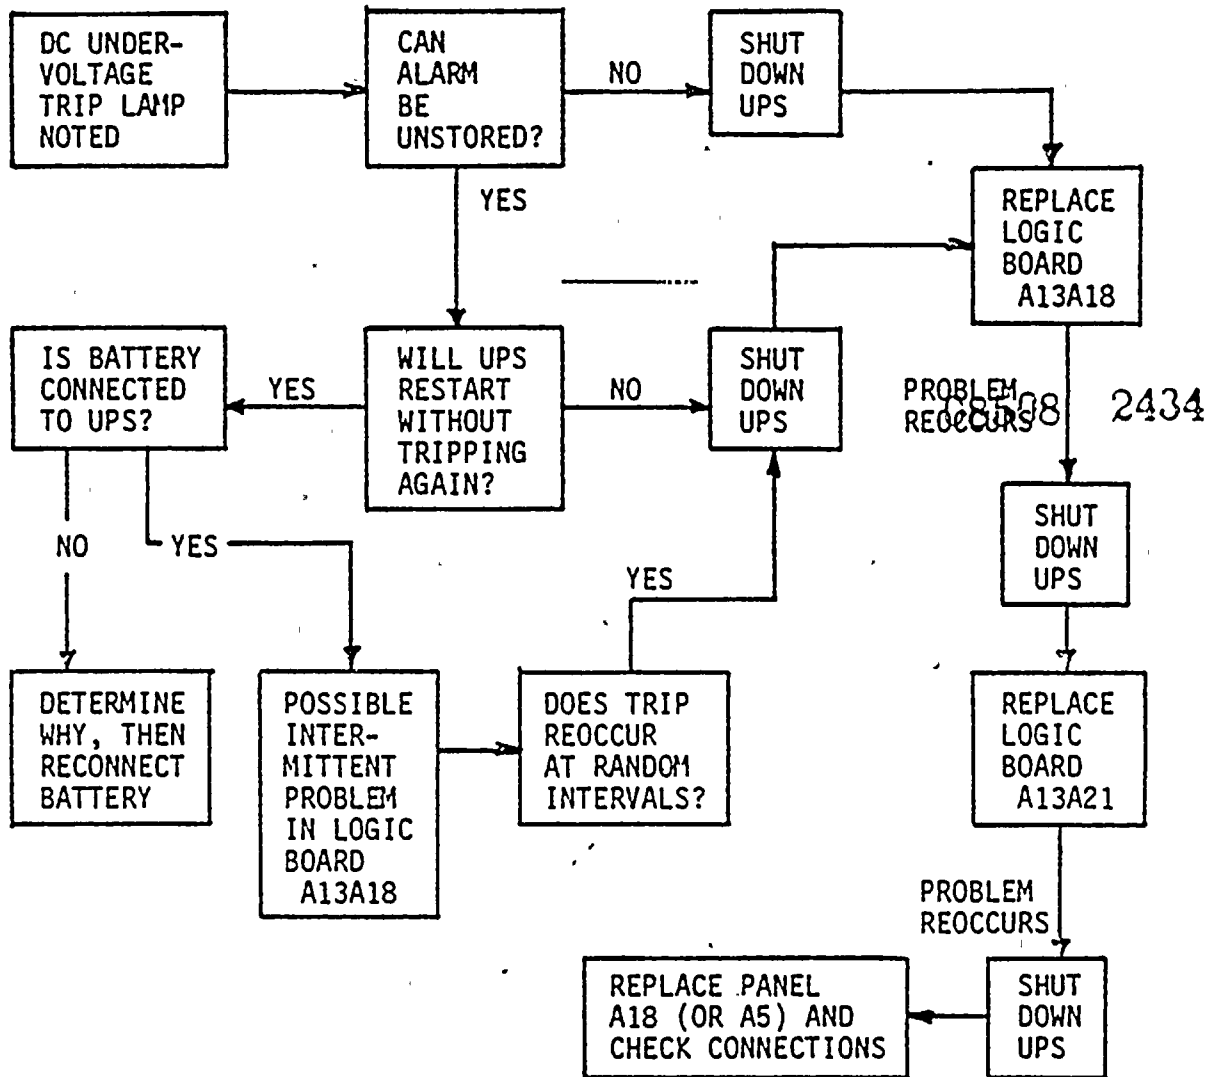 DC UNDER-
VOLTAGE
TRIP LAMP
NOTED
CAN
ALARM
BE
UNSTORED?
NO
SHUT
DOWN
UPS
YES
REPLACE
LOGIC
BOARD
A13A18
IS BATTERY
CONNECTED
TO UPS?
YES
WILL UPS
RESTART
WITHOUT
TRIPPING
AGAIN?
NO
SHUT
DOWN
UPS
PROBLEM
REOCCURS
C8508 2434
SHUT
DOWN
UPS
NO
YES
YES
DETERMINE
WHY, THEN
RECONNECT
BATTERY
POSSIBLE
INTER-
MITTENT
PROBLEM
IN LOGIC
BOARD
A13A18
DOES TRIP
REOCCUR
AT RANDOM
INTERVALS?
REPLACE
LOGIC
BOARD
A13A21
PROBLEM
REOCCURS
REPLACE PANEL
A18 (OR A5) AND
CHECK CONNECTIONS
SHUT
DOWN
UPS